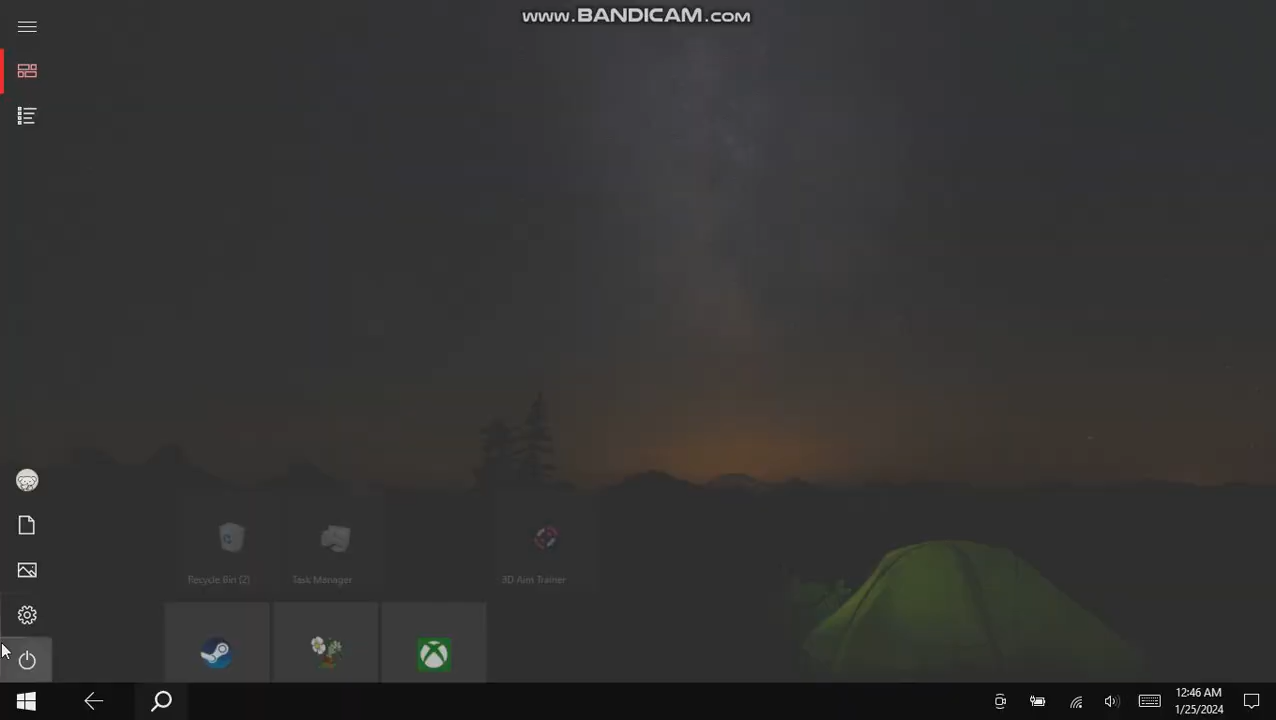 www.BANDICAM.com
Recycle Bin (2)
Task Manager
3D Aim Trainer
12:46 AM
1/25/2024